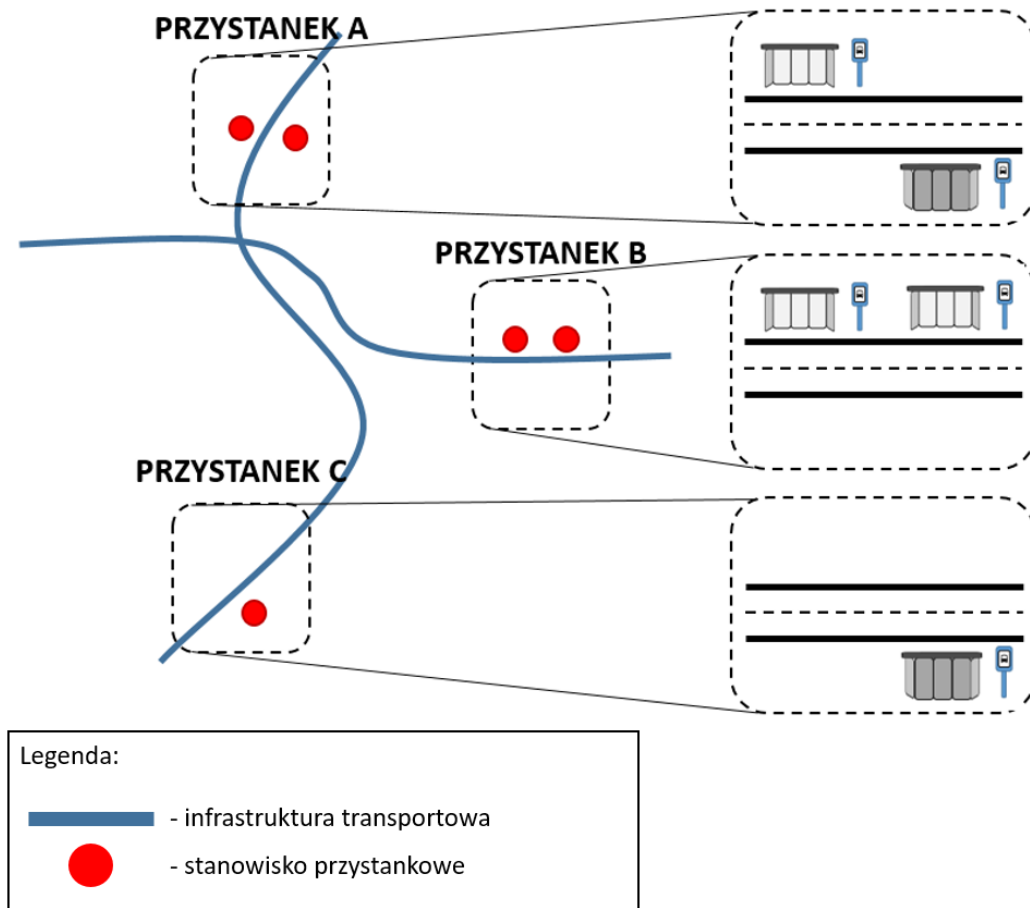 PRZYSTANEK A
PRZYSTANEK B
PRZYSTANEK C
Legenda:
- infrastruktura transportowa
- stanowisko przystankowe